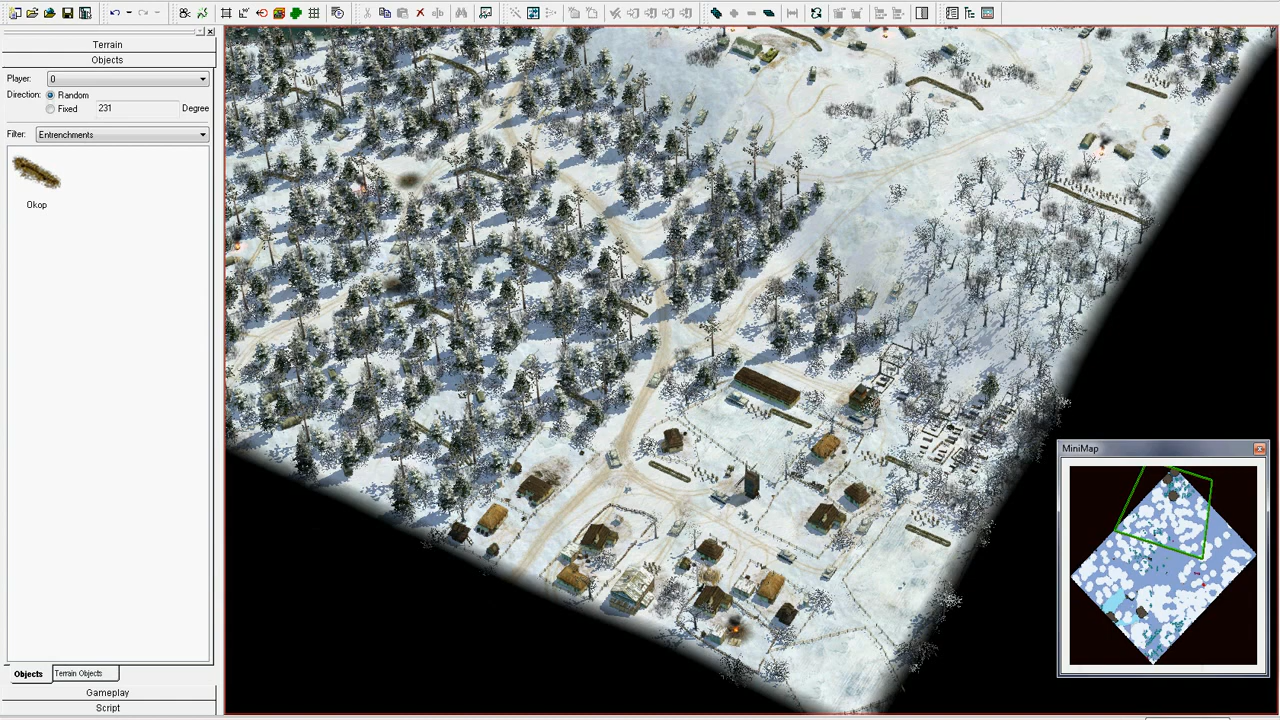 Terrain
Objects
Player: 0
Direction: Random
Fixed 231 Degree
Filter: Entrenchments
Okop
Objects Terrain Objects
Gameplay
Script
MiniMap